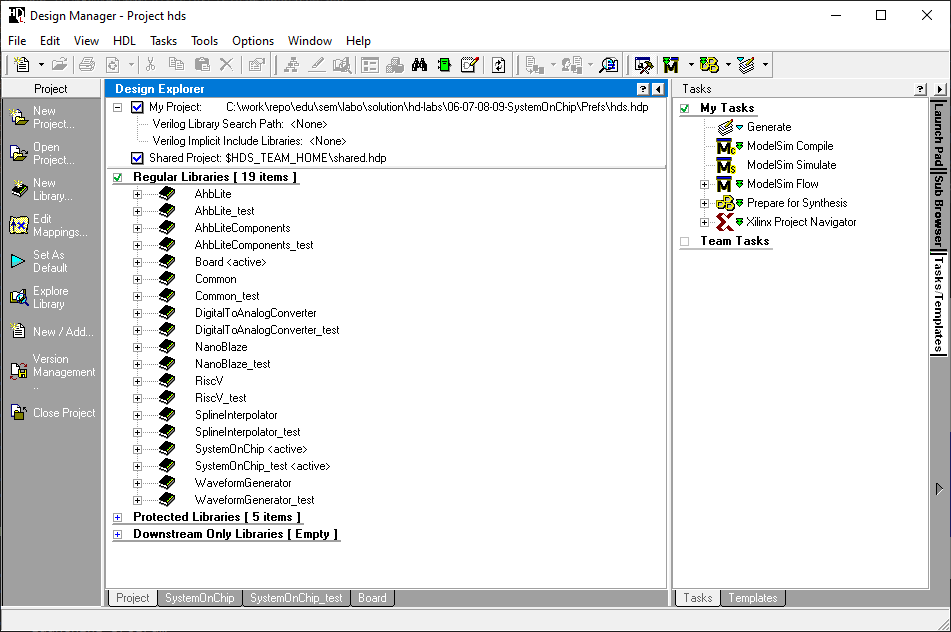 Design Manager - Project hds
File Edit View HDL Tasks Tools Options Window Help
Project
New
Project...
Open
Project...
New
Library...
Edit
Mappings...
Set As
Default
Explore
Library
New / Add...
Version
Management
..
Close Project
Design Explorer
My Project: C:\work\repo\edu\sem\labo\solution\hd-labs\06-07-08-09-SystemOnChip\Prefs\hds.hdp
Verilog Library Search Path: <None>
Verilog Implicit Include Libraries: <None>
Shared Project: $HDS_TEAM_HOME\shared.hdp
Regular Libraries [ 19 items ]
AhbLite
AhbLite_test
AhbLiteComponents
AhbLiteComponents_test
Board <active>
Common
Common_test
DigitalToAnalogConverter
DigitalToAnalogConverter_test
NanoBlaze
NanoBlaze_test
RiscV
RiscV_test
SplineInterpolator
SplineInterpolator_test
SystemOnChip <active>
SystemOnChip_test <active>
WaveformGenerator
WaveformGenerator_test
Protected Libraries [ 5 items ]
Downstream Only Libraries [ Empty ]
Project SystemOnChip SystemOnChip_test Board
Tasks
My Tasks
Generate
ModelSim Compile
ModelSim Simulate
ModelSim Flow
Prepare for Synthesis
Xilinx Project Navigator
Team Tasks
Tasks Templates
Launch Pad
Sub Browser
Tasks/Templates